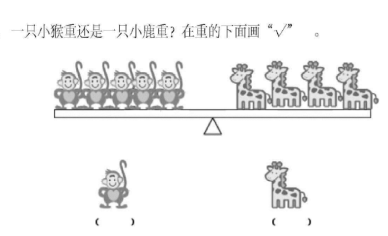 一只小猴重还是一只小鹿重？在重的下面画“√”　。
（　　）　　（　　）